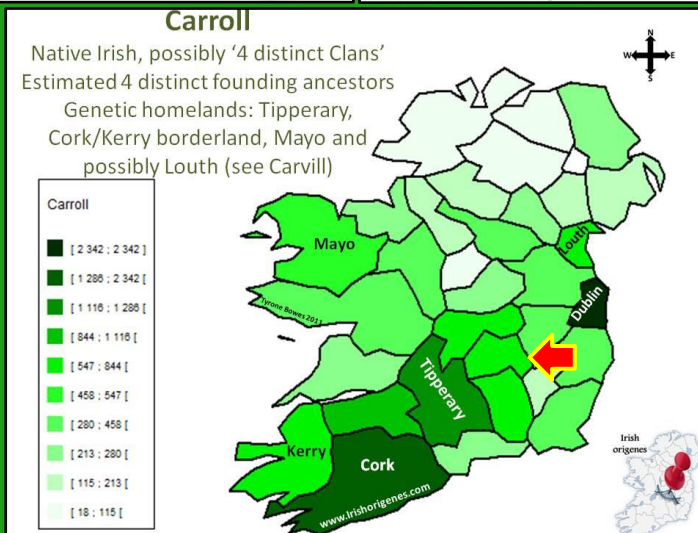 Carroll
Native Irish, possibly ‘4 distinct Clans’
Estimated 4 distinct founding ancestors
Genetic homelands: Tipperary,
Cork/Kerry borderland, Mayo and
possibly Louth (see Carvill)
N
W
E
S
Carroll
[ 2 342 ; 2 342 ]
[ 1 286 ; 2 342 [
[ 1 116 ; 1 286 [
[ 844 ; 1 116 [
[ 547 ; 844 [
[ 458 ; 547 [
[ 280 ; 458 [
[ 213 ; 280 [
[ 115 ; 213 [
[ 18 ; 115 [
Mayo
Louth
Tyrone Bowes 2011
Dublin
Tipperary
Kerry
Cork
www.Irishorigenes.com
Irish
origenes